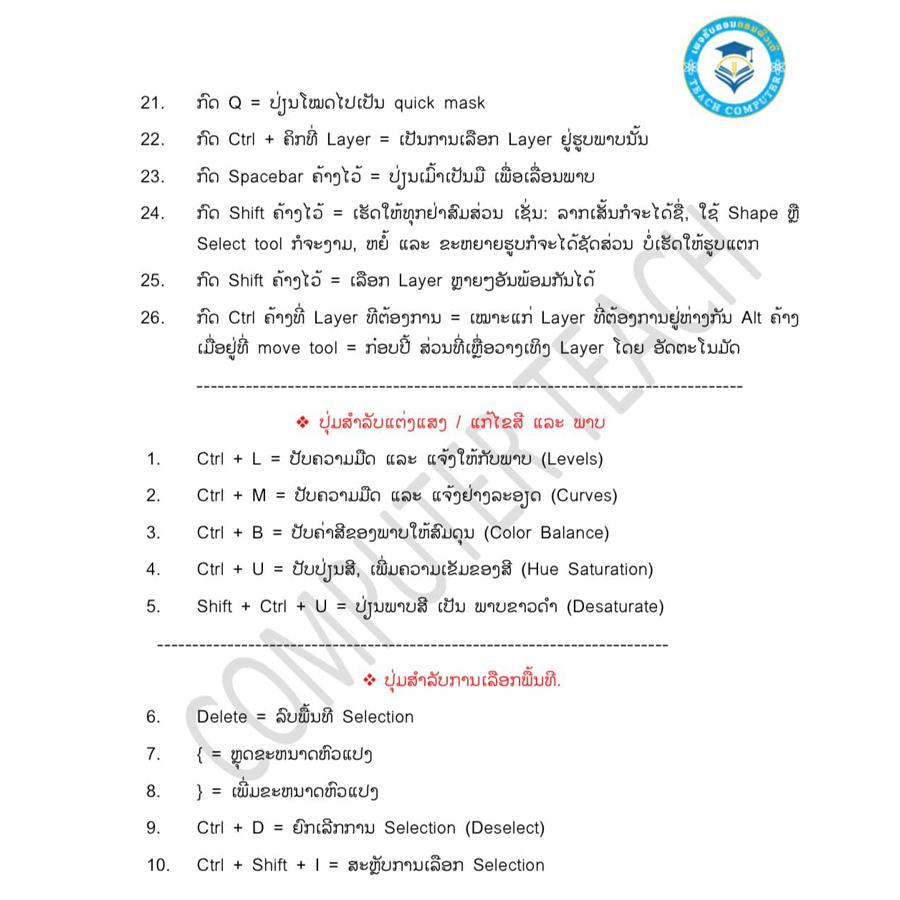 ເພຈຮັບສອນຄອມພິວເຕີ
TEACH COMPUTER
21. ກົດ Q = ປ່ຽນໂໝດໄປເປັນ quick mask
22. ກົດ Ctrl + ຄິກທີ່ Layer = ເປັນການເລືອກ Layer ຢູ່ຮູບພາບນັ້ນ
23. ກົດ Spacebar ຄ້າງໄວ້ = ປ່ຽນເມົ້າເປັນມື ເພື່ອເລື່ອນພາບ
24. ກົດ Shift ຄ້າງໄວ້ = ເຮັດໃຫ້ທຸກຢ່າສົມສ່ວນ ເຊັ່ນ: ລາກເສັ້ນກໍຈະໄດ້ຊື່, ໃຊ້ Shape ຫຼື
Select tool ກໍຈະງາມ, ຫຍໍ້ ແລະ ຂະຫຍາຍຮູບກໍຈະໄດ້ຊັດສ່ວນ ບໍ່ເຮັດໃຫ້ຮູບແຕກ
25. ກົດ Shift ຄ້າງໄວ້ = ເລືອກ Layer ຫຼາຍໆອັນພ້ອມກັນໄດ້
26. ກົດ Ctrl ຄ້າງທີ່ Layer ທີຕ້ອງການ = ເໝາະແກ່ Layer ທີ່ຕ້ອງການຢູ່ຫ່າງກັນ Alt ຄ້າງ
ເມື່ອຢູ່ທີ່ move tool = ກ໋ອບປີ້ ສ່ວນທີ່ເຫຼືອວາງເທິງ Layer ໂດຍ ອັດຕະໂນມັດ
------------------------------------------------------------------------------
❖ ປຸ່ມສຳລັບແຕ່ງແສງ / ແກ້ໄຂສີ ແລະ ພາບ
1. Ctrl + L = ປັບຄວາມມືດ ແລະ ແຈ້ງໃຫ້ກັບພາບ (Levels)
2. Ctrl + M = ປັບຄວາມມືດ ແລະ ແຈ້ງຢ່າງລະອຽດ (Curves)
3. Ctrl + B = ປັບຄ່າສີຂອງພາບໃຫ້ສົມດຸນ (Color Balance)
4. Ctrl + U = ປັບປ່ຽນສີ, ເພີ່ມຄວາມເຂັມຂອງສີ (Hue Saturation)
5. Shift + Ctrl + U = ປ່ຽນພາບສີ ເປັນ ພາບຂາວດຳ (Desaturate)
-------------------------------------------------------------------------
❖ ປຸ່ມສຳລັບການເລືອກພື້ນທີ.
6. Delete = ລຶບພື້ນທີ Selection
7. { = ຫຼຸດຂະຫນາດຫົວແປງ
8. } = ເພີ່ມຂະຫນາດຫົວແປງ
9. Ctrl + D = ຍົກເລີກການ Selection (Deselect)
10. Ctrl + Shift + I = ສະຫຼັບການເລືອກ Selection
COMPUTER TEACH